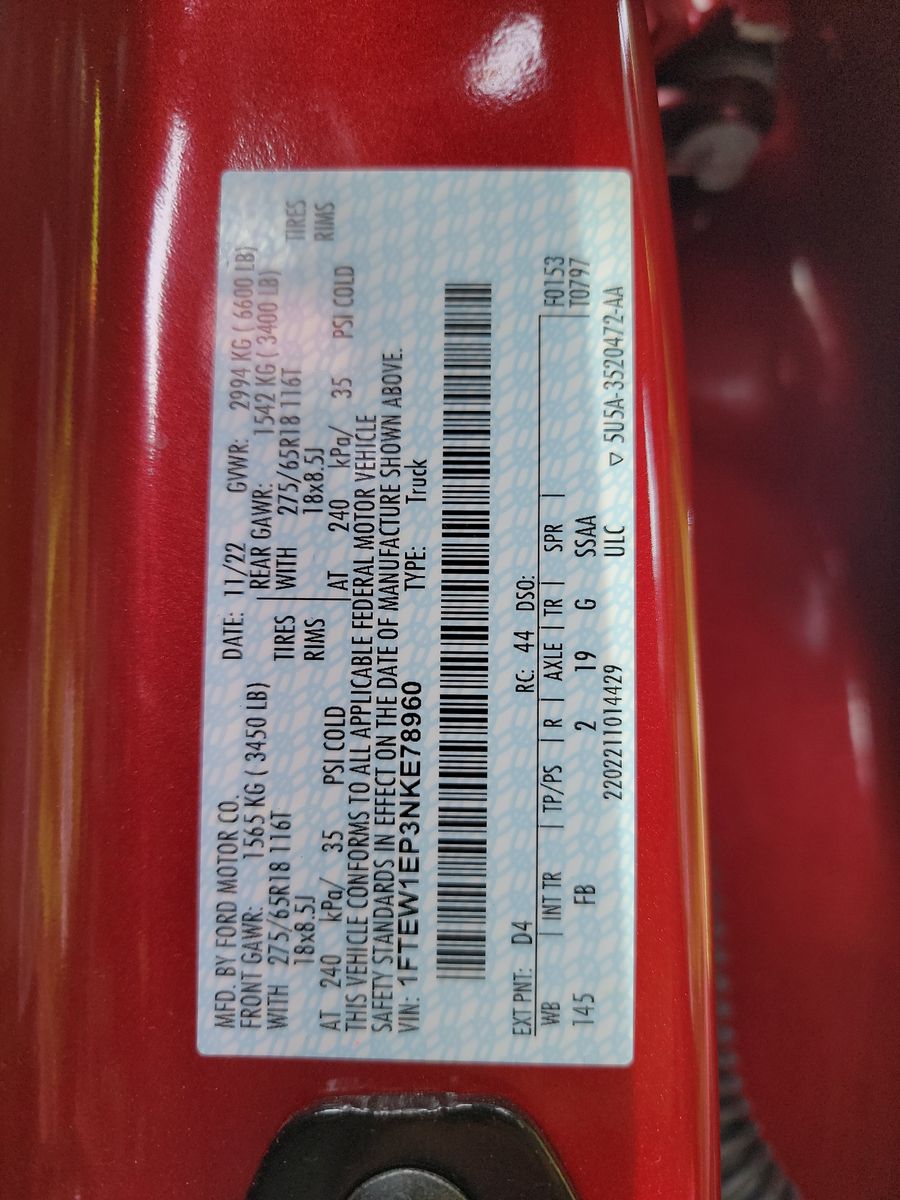 MFD. BY FORD MOTOR CO. DATE: 11/22 GVWR: 2994 KG ( 6600 LB)
FRONT GAWR: 1565 KG ( 3450 LB) REAR GAWR: 1542 KG ( 3400 LB)
WITH 275/65R18 116T TIRES WITH 275/65R18 116T TIRES
18x8.5J RIMS 18x8.5J RIMS
AT 240 kPa/ 35 PSI COLD AT 240 kPa/ 35 PSI COLD
THIS VEHICLE CONFORMS TO ALL APPLICABLE FEDERAL MOTOR VEHICLE
SAFETY STANDARDS IN EFFECT ON THE DATE OF MANUFACTURE SHOWN ABOVE.
VIN: 1FTEW1EP3NKE78960 TYPE: Truck
EXT PNT: D4 RC: 44 DSO:
WB INT TR TP/PS R AXLE TR SPR F0153
145 FB 2 19 G SSAA T0797
2202211014429 ULC ▽ 5U5A-3520472-AA